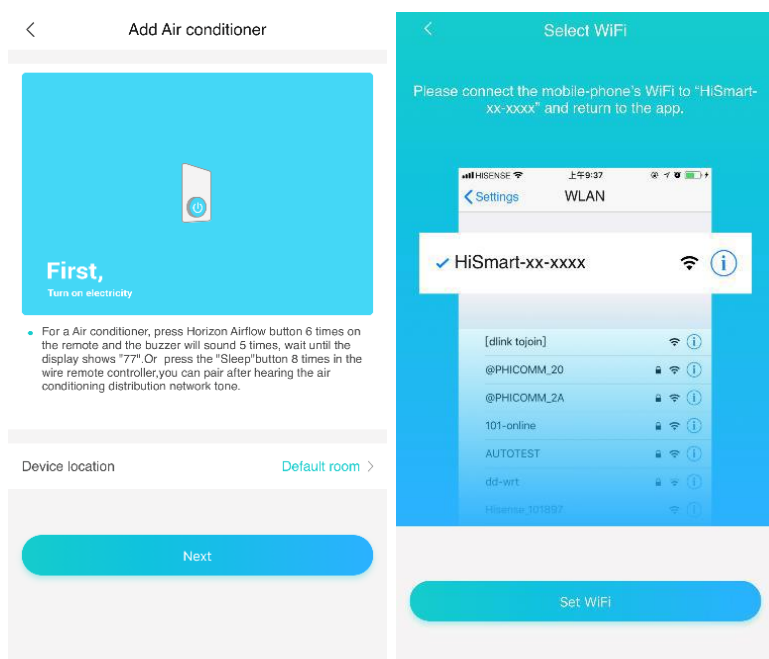 Add Air conditioner
First,
Turn on electricity
For a Air conditioner, press Horizon Airflow button 6 times on
the remote and the buzzer will sound 5 times, wait until the
display shows "77".Or press the "Sleep"button 8 times in the
wire remote controller,you can pair after hearing the air
conditioning distribution network tone.
Device location Default room
Next
Select WiFi
Please connect the mobile-phone's WiFi to "HiSmart-
xx-xxxx" and return to the app.
HISENSE 上午9:37
Settings WLAN
HiSmart-xx-xxxx
[dlink tojoin]
@PHICOMM_20
@PHICOMM_2A
101-online
AUTOTEST
dd-wrt
Hisense_101897
Set WiFi